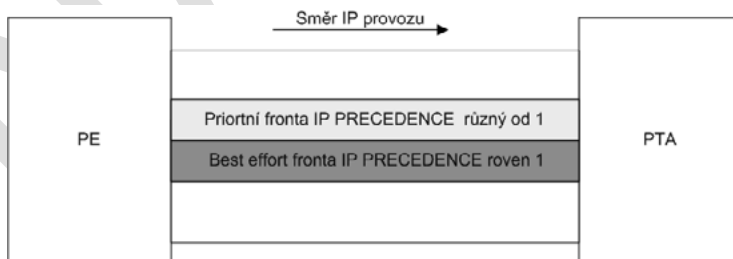 Směr IP provozu
PE
Priortní fronta IP PRECEDENCE různý od 1
Best effort fronta IP PRECEDENCE roven 1
PTA